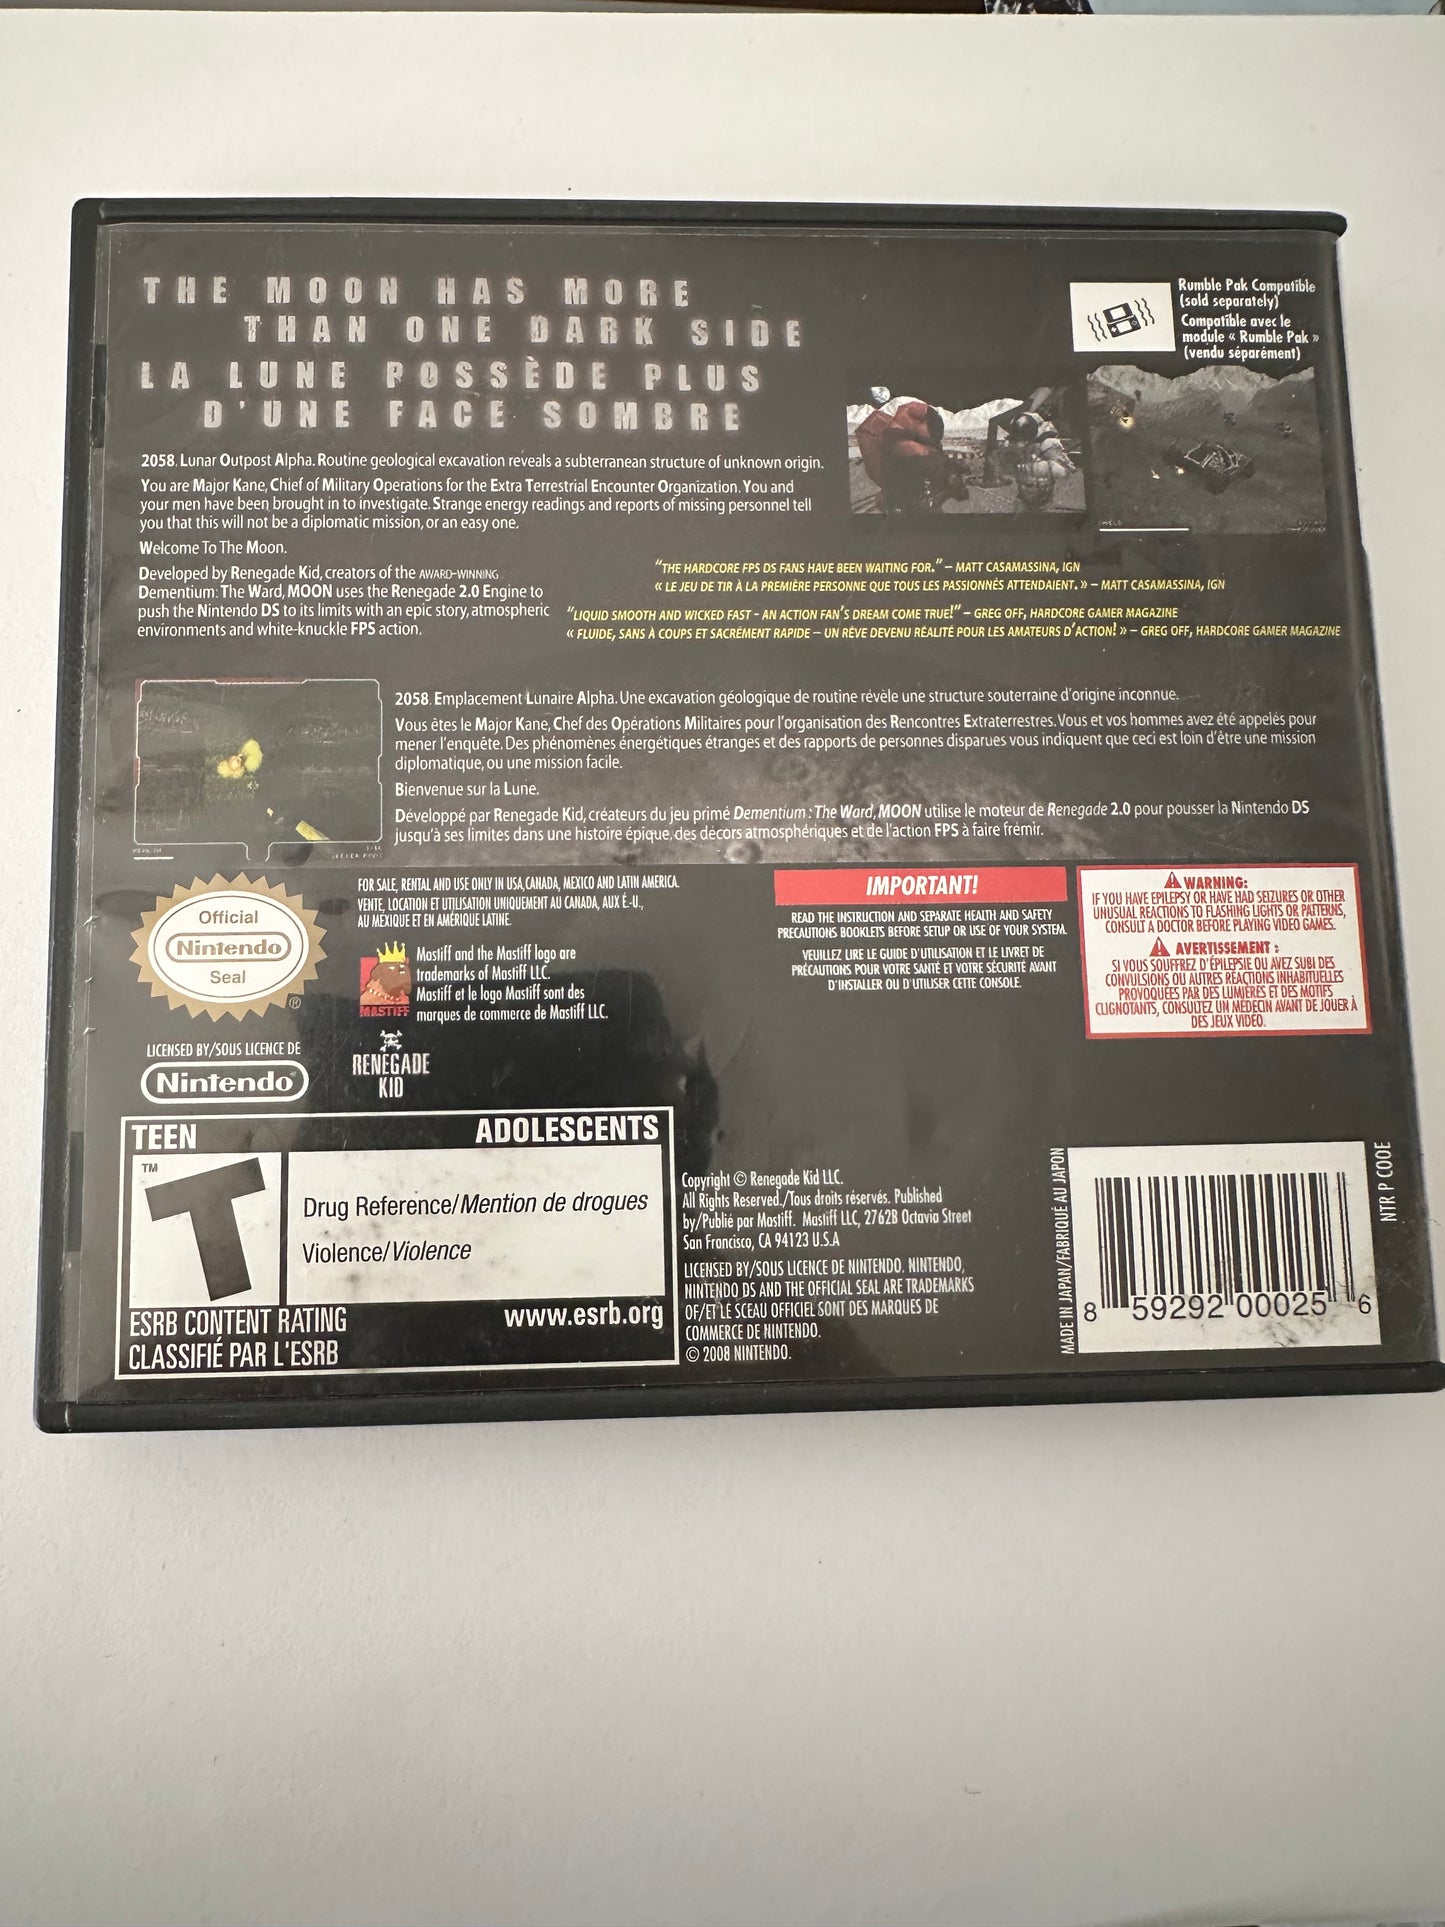 THE MOON HAS MORE
THAN ONE DARK SIDE
LA LUNE POSSÈDE PLUS
D'UNE FACE SOMBRE
Rumble Pak Compatible
(sold separately)
Compatible avec le
module « Rumble Pak »
(vendu séparément)
2058. Lunar Outpost Alpha. Routine geological excavation reveals a subterranean structure of unknown origin.
You are Major Kane, Chief of Military Operations for the Extra Terrestrial Encounter Organization. You and
your men have been brought in to investigate. Strange energy readings and reports of missing personnel tell
you that this will not be a diplomatic mission, or an easy one.
Welcome To The Moon.
Developed by Renegade Kid, creators of the AWARD-WINNING
Dementium: The Ward, MOON uses the Renegade 2.0 Engine to
push the Nintendo DS to its limits with an epic story, atmospheric
environments and white-knuckle FPS action.
"THE HARDCORE FPS DS FANS HAVE BEEN WAITING FOR." – MATT CASAMASSINA, IGN
« LE JEU DE TIR À LA PREMIÈRE PERSONNE QUE TOUS LES PASSIONNÉS ATTENDAIENT. » – MATT CASAMASSINA, IGN
"LIQUID SMOOTH AND WICKED FAST - AN ACTION FAN'S DREAM COME TRUE!" – GREG OFF, HARDCORE GAMER MAGAZINE
« FLUIDE, SANS À COUPS ET SACRÉMENT RAPIDE – UN RÊVE DEVENU RÉALITÉ POUR LES AMATEURS D'ACTION! » – GREG OFF, HARDCORE GAMER MAGAZINE
2058. Emplacement Lunaire Alpha. Une excavation géologique de routine révèle une structure souterraine d'origine inconnue.
Vous êtes le Major Kane, Chef des Opérations Militaires pour l'organisation des Rencontres Extraterrestres. Vous et vos hommes avez été appelés pour
mener l'enquête. Des phénomènes énergétiques étranges et des rapports de personnes disparues vous indiquent que ceci est loin d'être une mission
diplomatique, ou une mission facile.
Bienvenue sur la Lune.
Développé par Renegade Kid, créateurs du jeu primé Dementium : The Ward, MOON utilise le moteur de Renegade 2.0 pour pousser la Nintendo DS
jusqu'à ses limites dans une histoire épique, des décors atmosphériques et de l'action FPS à faire frémir.
Official
Nintendo
Seal
®
FOR SALE, RENTAL AND USE ONLY IN USA, CANADA, MEXICO AND LATIN AMERICA.
VENTE, LOCATION ET UTILISATION UNIQUEMENT AU CANADA, AUX É.-U.,
AU MÉXIQUE ET EN AMÉRIQUE LATINE.
MASTIFF
Mastiff and the Mastiff logo are
trademarks of Mastiff LLC.
Mastiff et le logo Mastiff sont des
marques de commerce de Mastiff LLC.
IMPORTANT!
READ THE INSTRUCTION AND SEPARATE HEALTH AND SAFETY
PRECAUTIONS BOOKLETS BEFORE SETUP OR USE OF YOUR SYSTEM.
VEUILLEZ LIRE LE GUIDE D'UTILISATION ET LE LIVRET DE
PRÉCAUTIONS POUR VOTRE SANTÉ ET VOTRE SÉCURITÉ AVANT
D'INSTALLER OU D'UTILISER CETTE CONSOLE.
WARNING:
IF YOU HAVE EPILEPSY OR HAVE HAD SEIZURES OR OTHER
UNUSUAL REACTIONS TO FLASHING LIGHTS OR PATTERNS,
CONSULT A DOCTOR BEFORE PLAYING VIDEO GAMES.
AVERTISSEMENT :
SI VOUS SOUFFREZ D'ÉPILEPSIE OU AVEZ SUBI DES
CONVULSIONS OU AUTRES RÉACTIONS INHABITUELLES
PROVOQUÉES PAR DES LUMIÈRES ET DES MOTIFS
CLIGNOTANTS, CONSULTEZ UN MÉDECIN AVANT DE JOUER À
DES JEUX VIDÉO.
LICENSED BY/SOUS LICENCE DE
Nintendo
RENEGADE
KID
TEEN
ADOLESCENTS
TM
T
Drug Reference/Mention de drogues
Violence/Violence
ESRB CONTENT RATING
www.esrb.org
CLASSIFIÉ PAR L'ESRB
Copyright © Renegade Kid LLC.
All Rights Reserved./Tous droits réservés. Published
by/Publié par Mastiff. Mastiff LLC, 2762B Octavia Street
San Francisco, CA 94123 U.S.A
LICENSED BY/SOUS LICENCE DE NINTENDO. NINTENDO,
NINTENDO DS AND THE OFFICIAL SEAL ARE TRADEMARKS
OF/ET LE SCEAU OFFICIEL SONT DES MARQUES DE
COMMERCE DE NINTENDO.
© 2008 NINTENDO.
MADE IN JAPAN/FABRIQUÉ AU JAPON
8 59292 00025 6
NTR P COOE